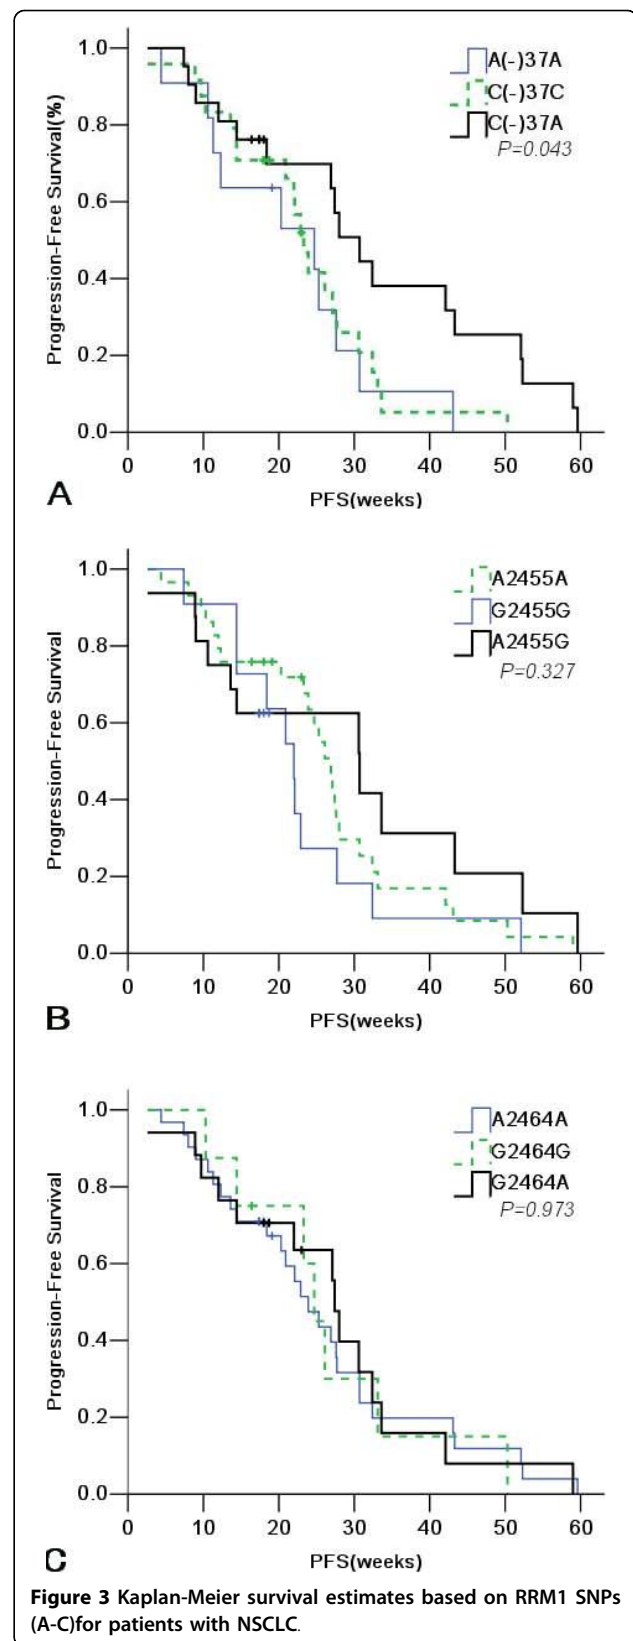 Progression-Free Survival(%)
1.0
0.8
0.6
0.4
0.2
0.0
0 10 20 30 40 50 60
PFS(weeks)
A(-)37A
C(-)37C
C(-)37A
P=0.043
A
Progression-Free Survival
1.0
0.8
0.6
0.4
0.2
0.0
0 10 20 30 40 50 60
PFS(weeks)
A2455A
G2455G
A2455G
P=0.327
B
Progression-Free Survival
1.0
0.8
0.6
0.4
0.2
0.0
0 10 20 30 40 50 60
PFS(weeks)
A2464A
G2464G
G2464A
P=0.973
C
Figure 3 Kaplan-Meier survival estimates based on RRM1 SNPs
(A-C)for patients with NSCLC.